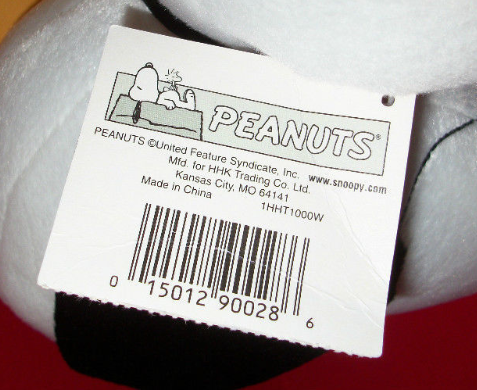 PEANUTS®
PEANUTS ©United Feature Syndicate, Inc.
www.snoopy.com
Mfd. for HHK Trading Co. Ltd.
Kansas City, MO 64141
Made in China 1HHT1000W
0 15012 90028 6